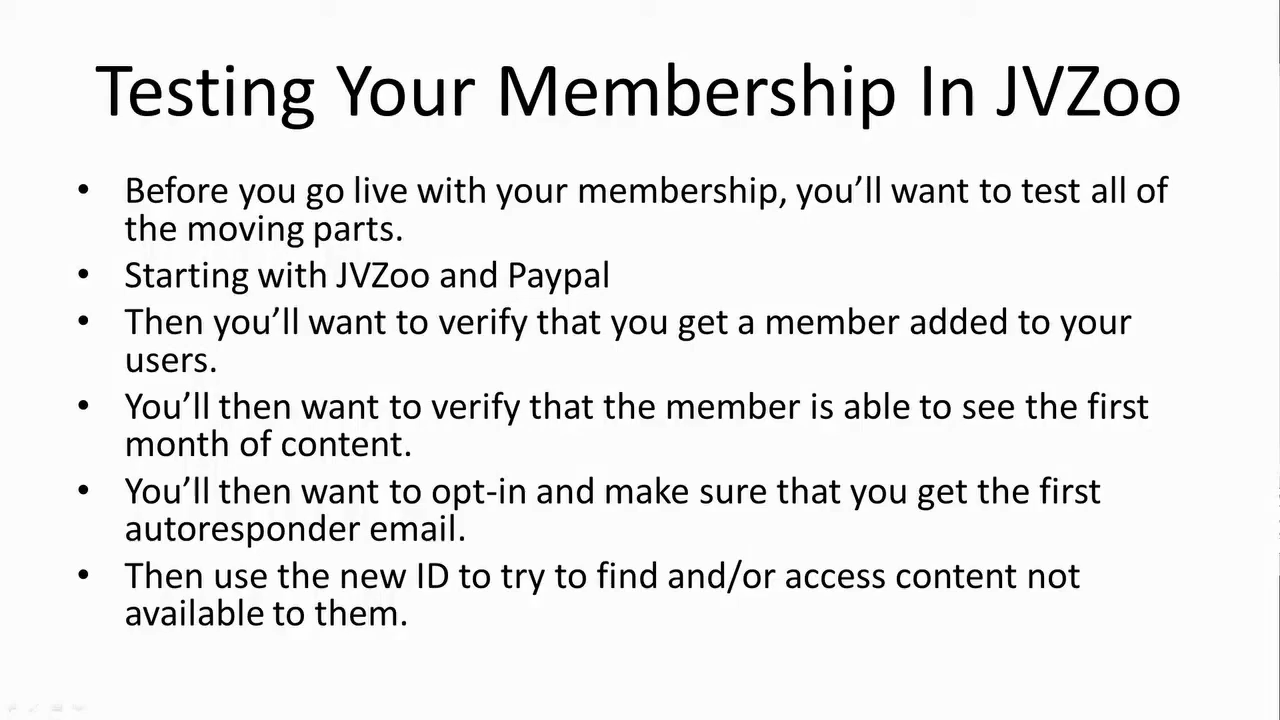 Testing Your Membership In JVZoo
• Before you go live with your membership, you’ll want to test all of
the moving parts.
• Starting with JVZoo and Paypal
• Then you’ll want to verify that you get a member added to your
users.
• You’ll then want to verify that the member is able to see the first
month of content.
• You’ll then want to opt-in and make sure that you get the first
autoresponder email.
• Then use the new ID to try to find and/or access content not
available to them.